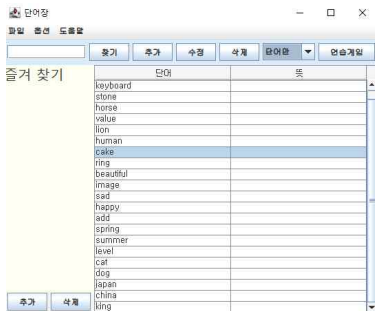 단어장
파일 옵션 도움말
찾기 추가 수정 삭제 단어만 연습게임
즐겨 찾기
단어 뜻
keyboard
stone
horse
value
lion
human
cake
ring
beautiful
image
sad
happy
add
spring
summer
level
cat
dog
japan
china
king
추가 삭제